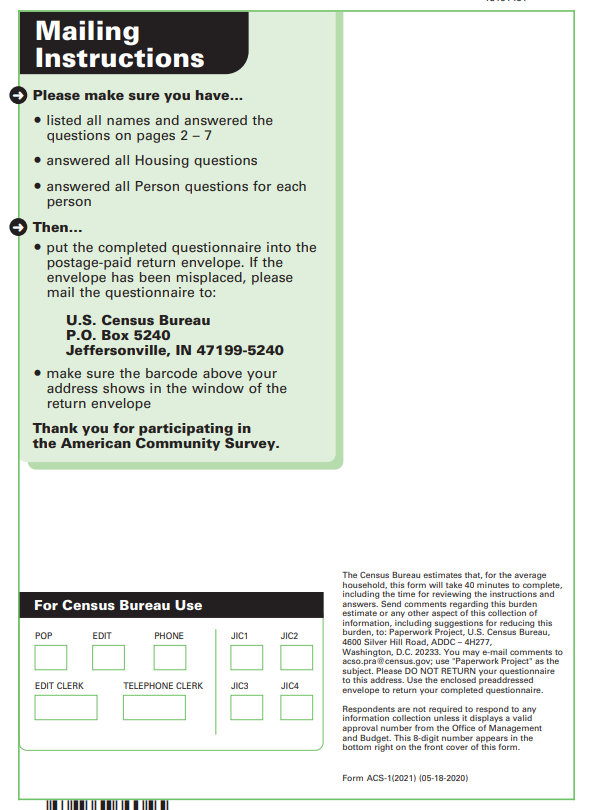 Mailing
Instructions
Please make sure you have...
• listed all names and answered the
questions on pages 2 – 7
• answered all Housing questions
• answered all Person questions for each
person
Then...
• put the completed questionnaire into the
postage-paid return envelope. If the
envelope has been misplaced, please
mail the questionnaire to:
U.S. Census Bureau
P.O. Box 5240
Jeffersonville, IN 47199-5240
• make sure the barcode above your
address shows in the window of the
return envelope
Thank you for participating in
the American Community Survey.
For Census Bureau Use
POP EDIT PHONE JIC1 JIC2
EDIT CLERK TELEPHONE CLERK JIC3 JIC4
The Census Bureau estimates that, for the average
household, this form will take 40 minutes to complete,
including the time for reviewing the instructions and
answers. Send comments regarding this burden
estimate or any other aspect of this collection of
information, including suggestions for reducing this
burden, to: Paperwork Project, U.S. Census Bureau,
4600 Silver Hill Road, ADDC – 4H277,
Washington, D.C. 20233. You may e-mail comments to
acso.pra@census.gov; use "Paperwork Project" as the
subject. Please DO NOT RETURN your questionnaire
to this address. Use the enclosed preaddressed
envelope to return your completed questionnaire.
Respondents are not required to respond to any
information collection unless it displays a valid
approval number from the Office of Management
and Budget. This 8-digit number appears in the
bottom right on the front cover of this form.
Form ACS-1(2021) (05-18-2020)